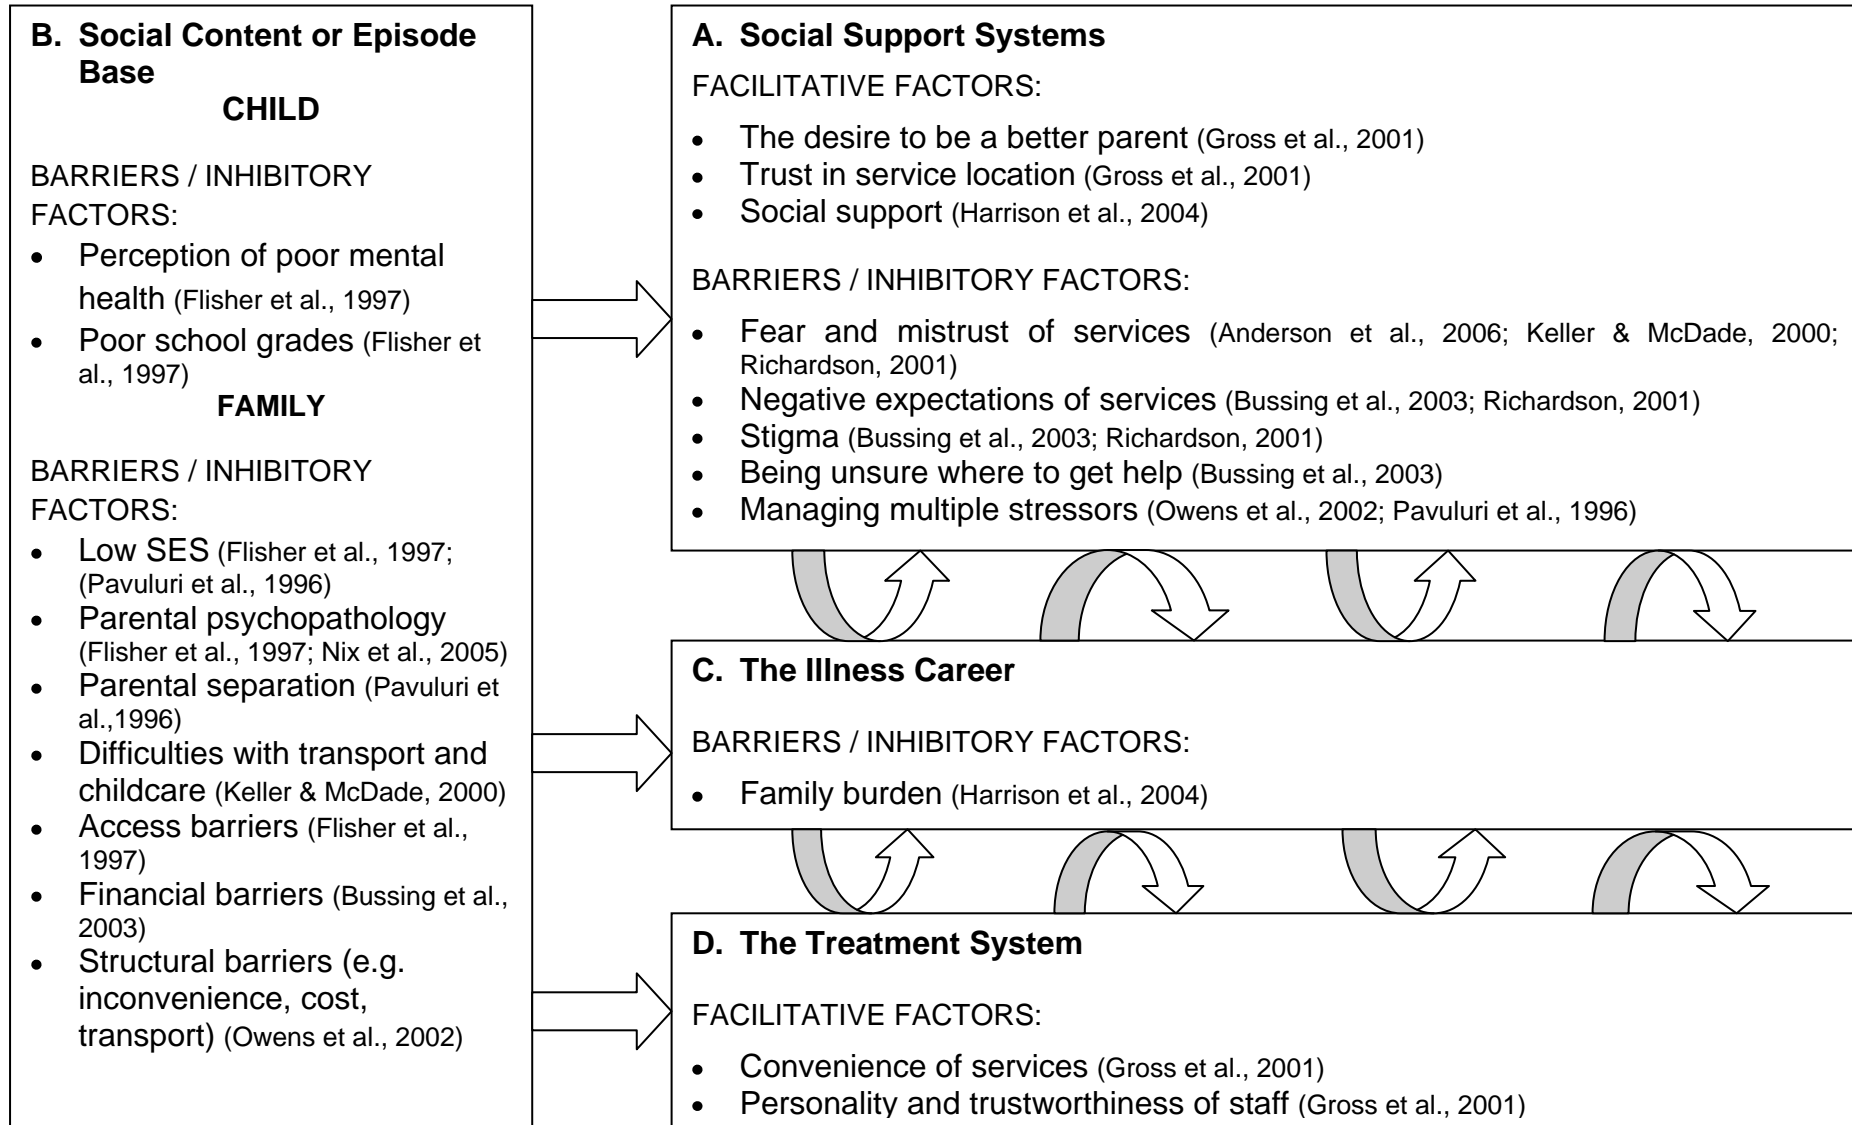 B. Social Content or Episode
Base
CHILD
BARRIERS / INHIBITORY
FACTORS:
• Perception of poor mental
health (Flisher et al., 1997)
• Poor school grades (Flisher et
al., 1997)
FAMILY
BARRIERS / INHIBITORY
FACTORS:
• Low SES (Flisher et al., 1997;
(Pavuluri et al., 1996)
• Parental psychopathology
(Flisher et al., 1997; Nix et al., 2005)
• Parental separation (Pavuluri et
al.,1996)
• Difficulties with transport and
childcare (Keller & McDade, 2000)
• Access barriers (Flisher et al.,
1997)
• Financial barriers (Bussing et al.,
2003)
• Structural barriers (e.g.
inconvenience, cost,
transport) (Owens et al., 2002)
A. Social Support Systems
FACILITATIVE FACTORS:
• The desire to be a better parent (Gross et al., 2001)
• Trust in service location (Gross et al., 2001)
• Social support (Harrison et al., 2004)
BARRIERS / INHIBITORY FACTORS:
• Fear and mistrust of services (Anderson et al., 2006; Keller & McDade, 2000;
Richardson, 2001)
• Negative expectations of services (Bussing et al., 2003; Richardson, 2001)
• Stigma (Bussing et al., 2003; Richardson, 2001)
• Being unsure where to get help (Bussing et al., 2003)
• Managing multiple stressors (Owens et al., 2002; Pavuluri et al., 1996)
C. The Illness Career
BARRIERS / INHIBITORY FACTORS:
• Family burden (Harrison et al., 2004)
D. The Treatment System
FACILITATIVE FACTORS:
• Convenience of services (Gross et al., 2001)
• Personality and trustworthiness of staff (Gross et al., 2001)